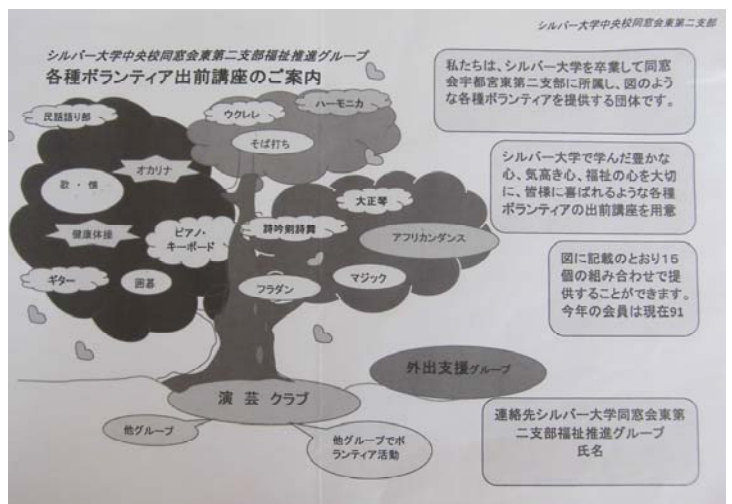 シルバー大学中央校同窓会東第二支部
シルバー大学中央校同窓会東第二支部福祉推進グループ
各種ボランティア出前講座のご案内
私たちは、シルバー大学を卒業して同窓
会宇都宮東第二支部に所属し、図のよう
な各種ボランティアを提供する団体です。
民話語り部
ウクレレ
ハーモニカ
そば打ち
オカリナ
シルバー大学で学んだ豊かな
心、気高き心、福祉の心を大切
に、皆様に喜ばれるような各種
ボランティアの出前講座を用意
大正琴
健康体操
ピアノ・
キーボード
詩吟剣詩舞
アフリカンダンス
ギター
囲碁
フラダン
マジック
図に記載のとおり15
個の組み合わせで提
供することができます。
今年の会員は現在91
外出支援グループ
演芸 クラブ
他グループ
他グループでボ
ランティア活動
連絡先シルバー大学同窓会東第
二支部福祉推進グループ
氏名